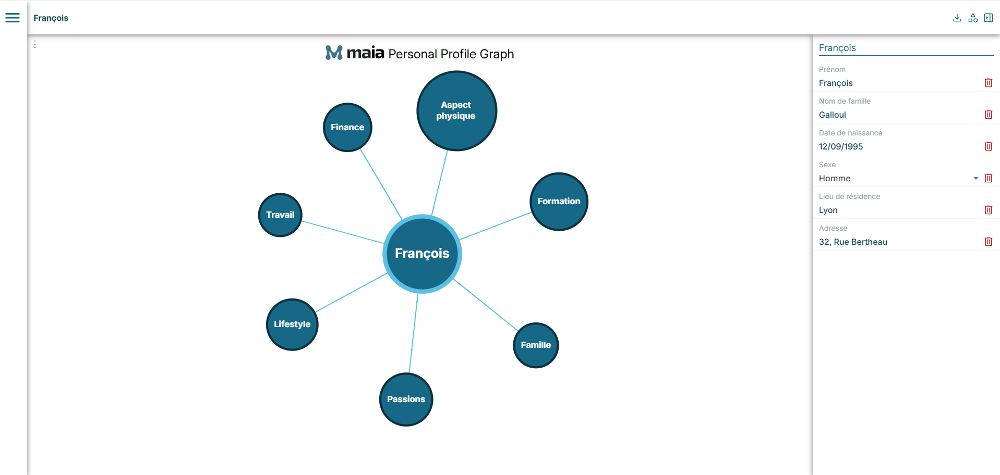 François
maia Personal Profile Graph
Aspect
physique
Finance
Formation
Travail
François
Lifestyle
Famille
Passions
François
Prénom
François
Nom de famille
Galloul
Date de naissance
12/09/1995
Sexe
Homme
Lieu de résidence
Lyon
Adresse
32, Rue Bertheau